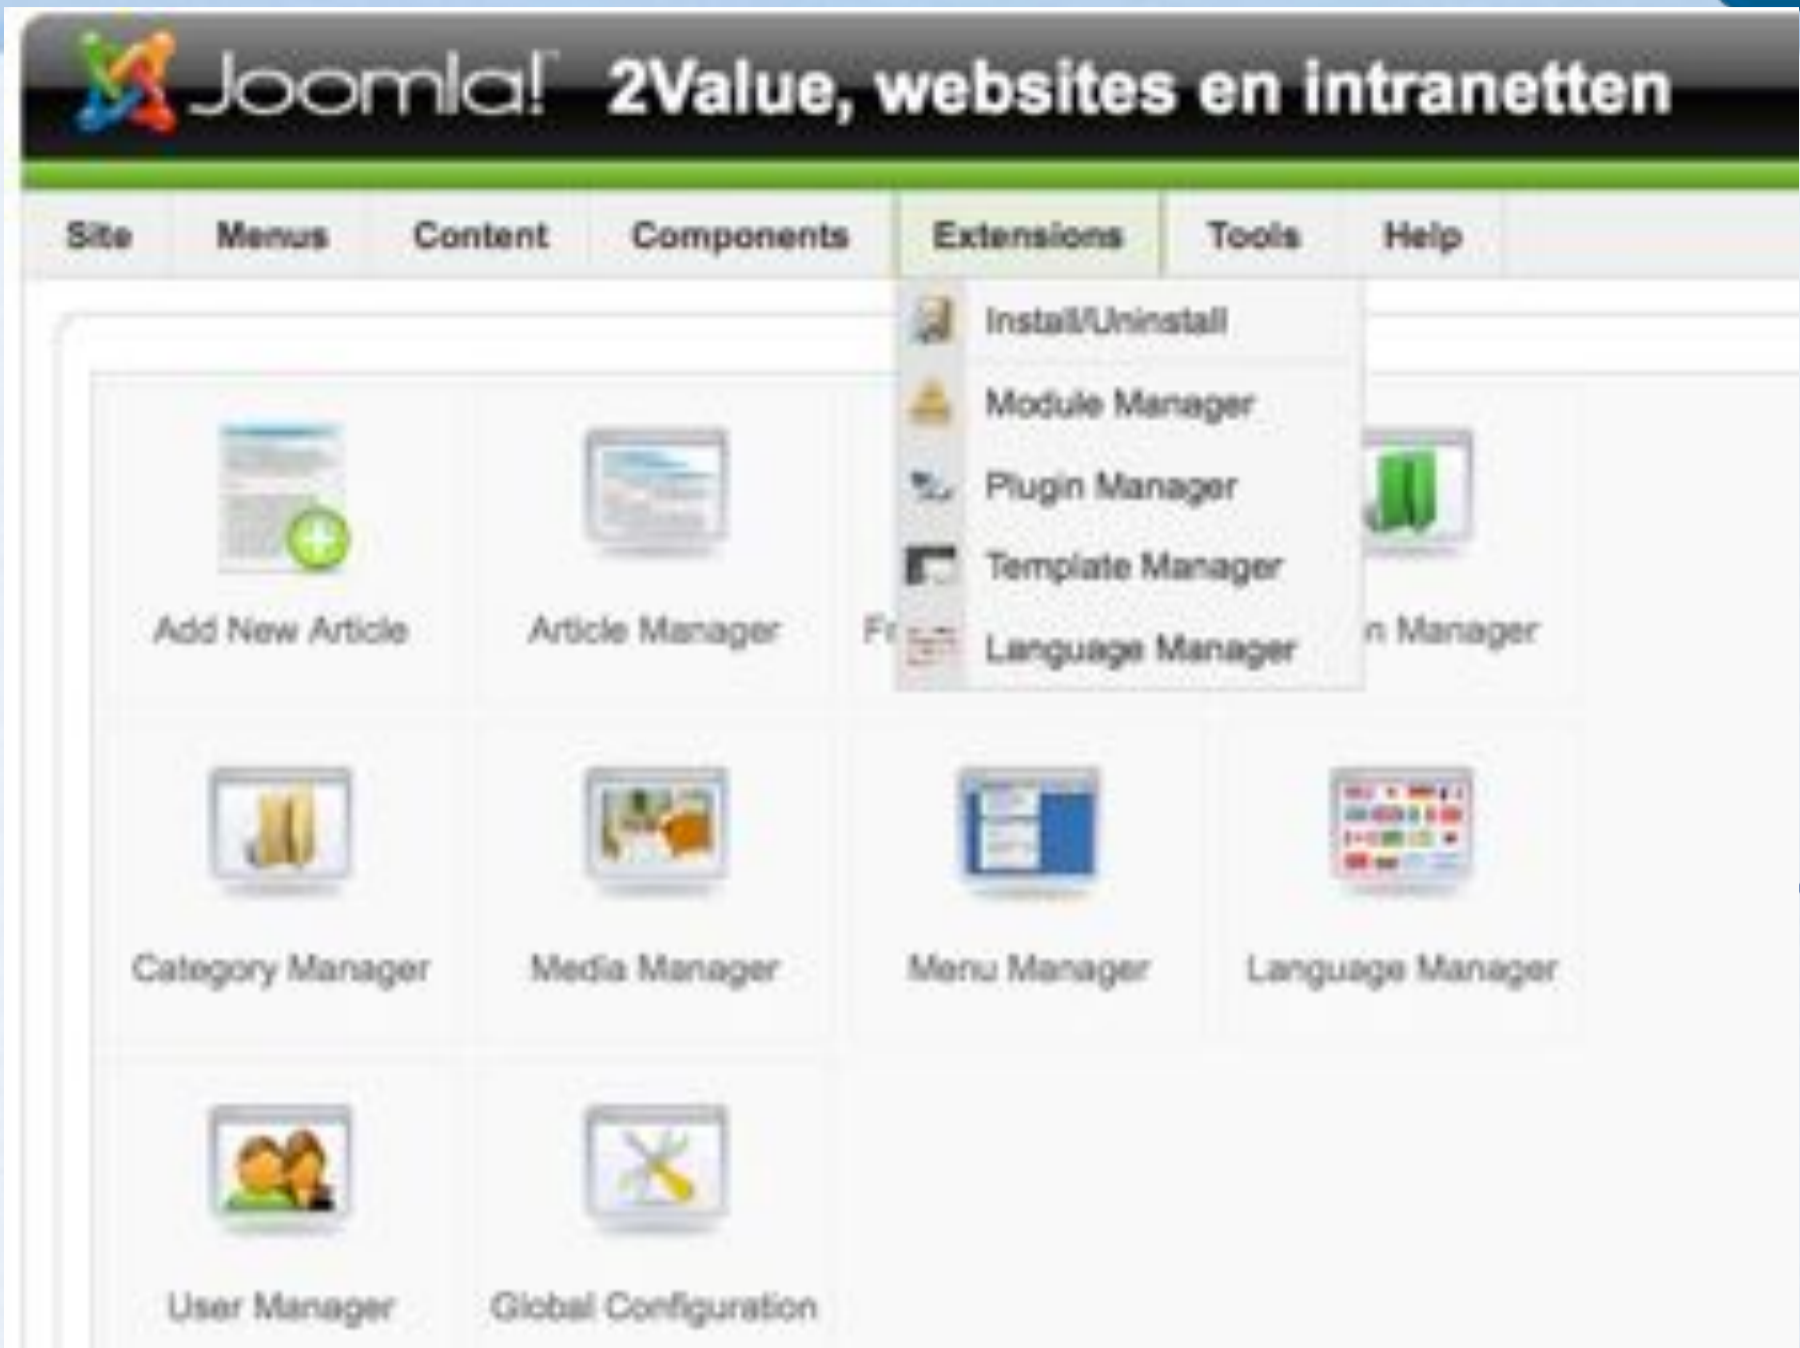 Joomla! 2Value, websites en intranetten
Site Menus Content Components Extensions Tools Help
Install/Uninstall
Module Manager
Plugin Manager
Template Manager
Language Manager
Add New Article Article Manager Manager
Category Manager Media Manager Menu Manager Language Manager
User Manager Global Configuration